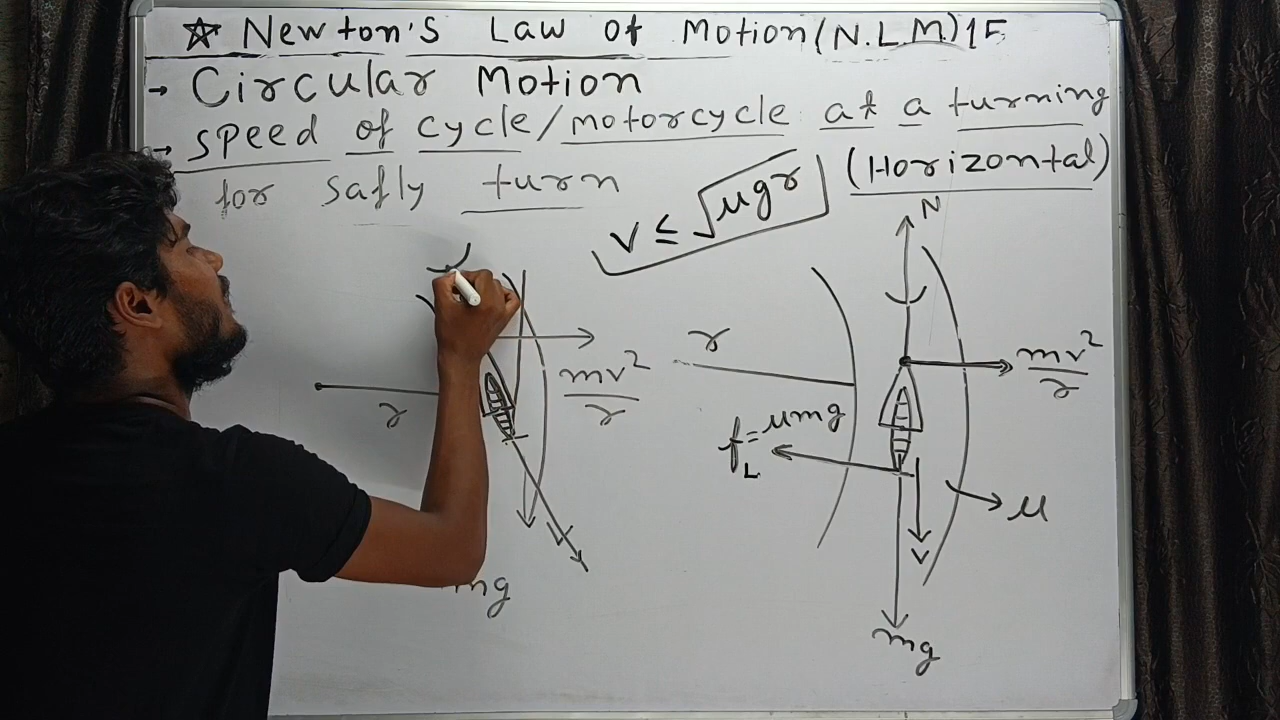 ☆ Newton's Law of Motion (N.L.M) 15
→ Circular Motion
→ speed of cycle/motorcycle at a turning
for safly turn (Horizontal)
v ≤ √μgr
N
r
mv²/r
r
mv²/r
f_L = μmg
μ
v
mg
mg